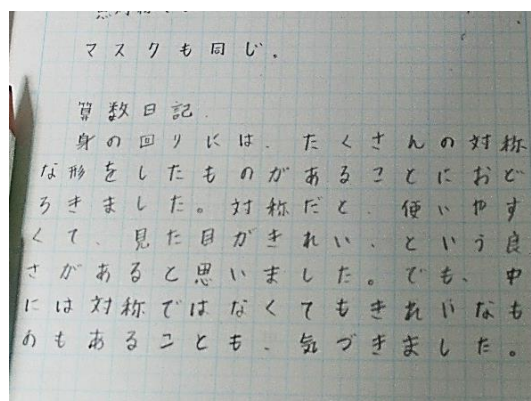 マスクも同じ.
算数日記.
身の回りには、たくさんの対称
な形をしたものがあることにおど
ろきました。対称だと、使いやす
くて、見た目がきれい、という良
さがあると思いました。でも、中
には対称ではなくてもきれいなも
のもあることも、気づきました。